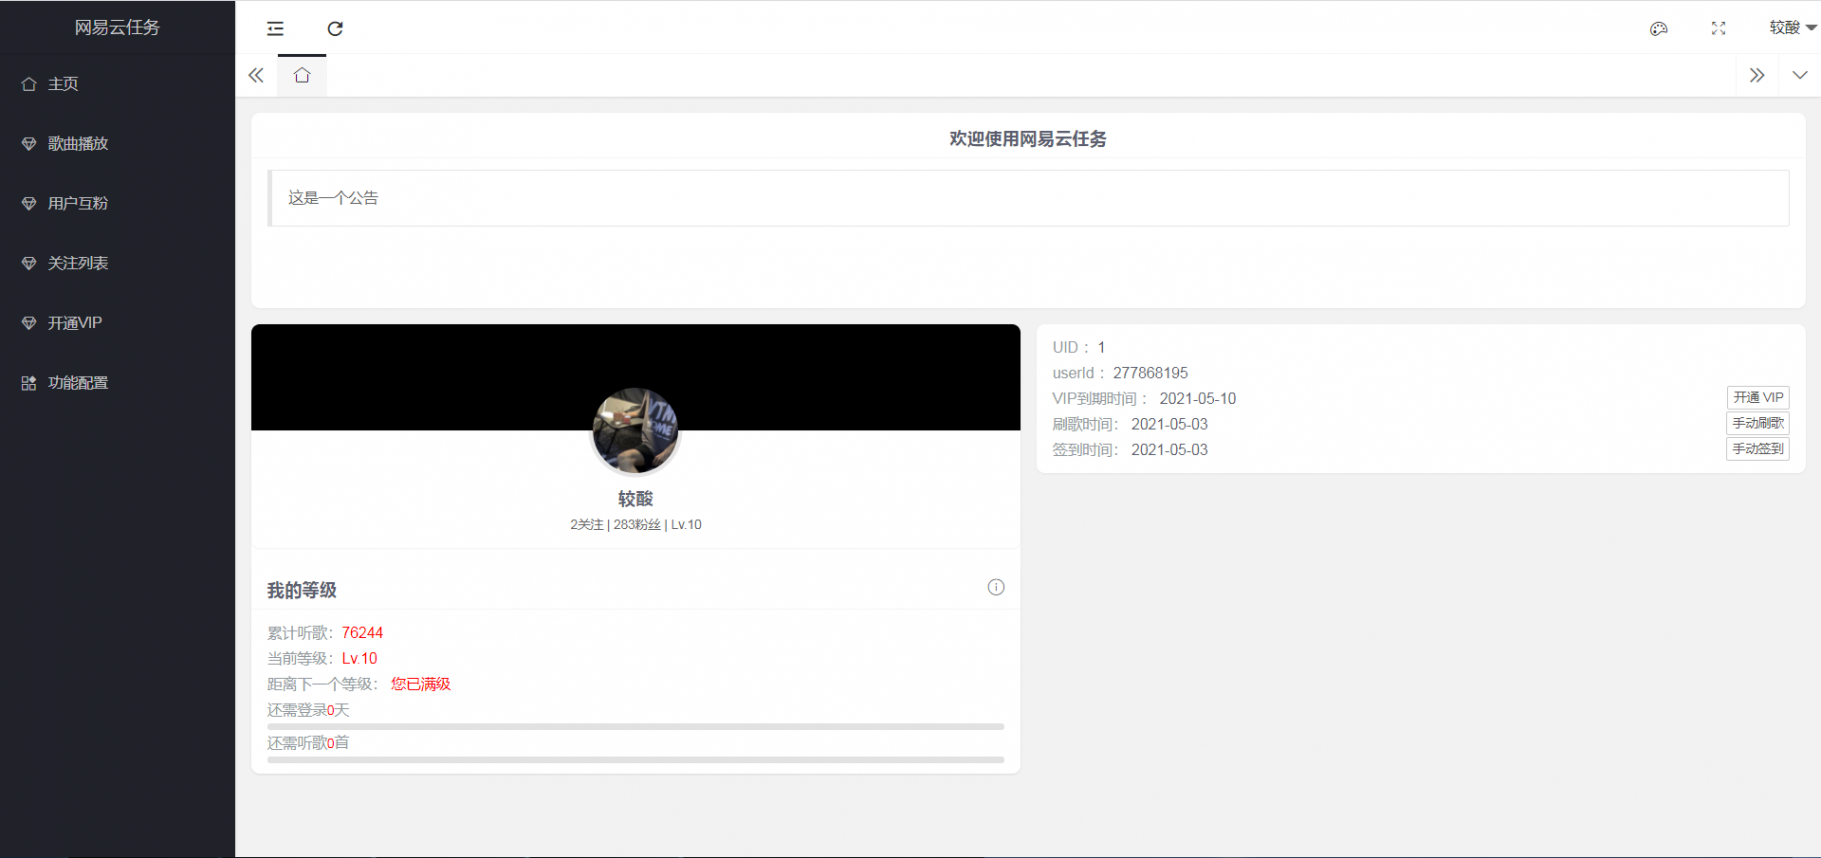 网易云任务
较酸
主页
歌曲播放
用户互粉
关注列表
开通VIP
功能配置
欢迎使用网易云任务
这是一个公告
较酸
2关注 | 283粉丝 | Lv.10
我的等级
累计听歌：76244
当前等级：Lv.10
距离下一个等级： 您已满级
还需登录0天
还需听歌0首
UID： 1
userId： 277868195
VIP到期时间： 2021-05-10
开通 VIP
刷歌时间： 2021-05-03
手动刷歌
签到时间： 2021-05-03
手动签到